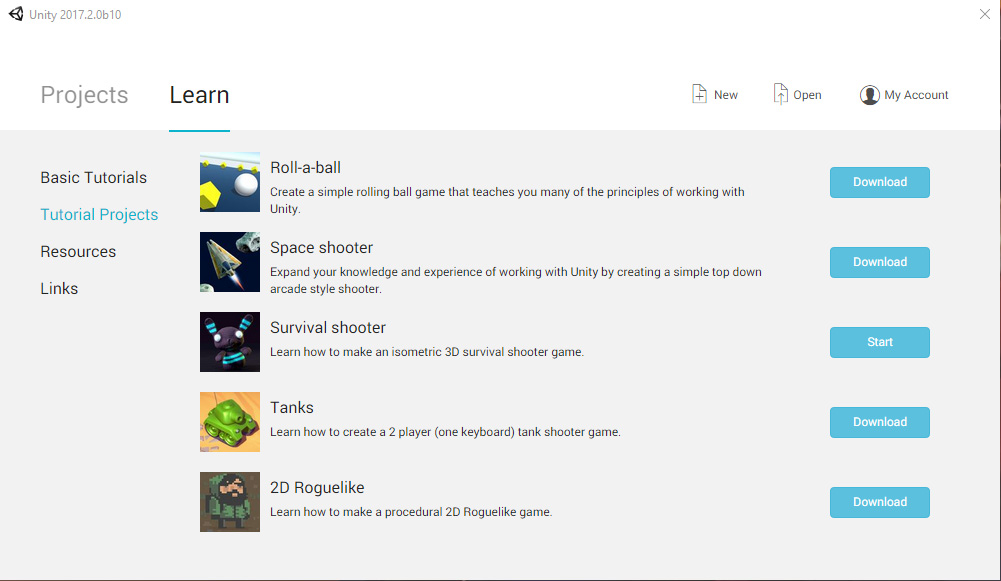 Unity 2017.2.0b10
Projects
Learn
New
Open
My Account
Basic Tutorials
Tutorial Projects
Resources
Links
Roll-a-ball
Create a simple rolling ball game that teaches you many of the principles of working with
Unity.
Download
Space shooter
Expand your knowledge and experience of working with Unity by creating a simple top down
arcade style shooter.
Download
Survival shooter
Learn how to make an isometric 3D survival shooter game.
Start
Tanks
Learn how to create a 2 player (one keyboard) tank shooter game.
Download
2D Roguelike
Learn how to make a procedural 2D Roguelike game.
Download